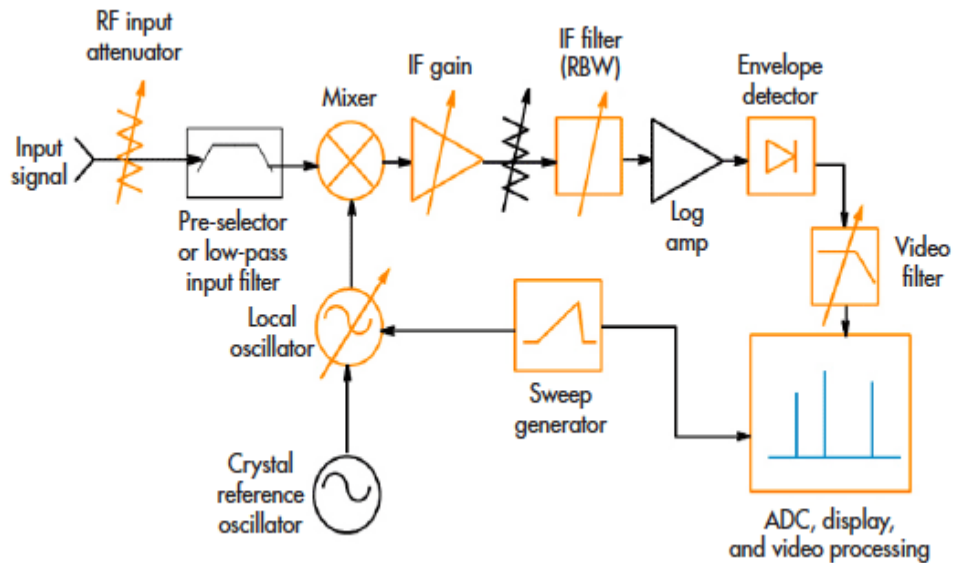 RF input
attenuator
Input
signal
Pre-selector
or low-pass
input filter
Mixer
IF gain
IF filter
(RBW)
Log
amp
Envelope
detector
Video
filter
Local
oscillator
Sweep
generator
Crystal
reference
oscillator
ADC, display,
and video processing